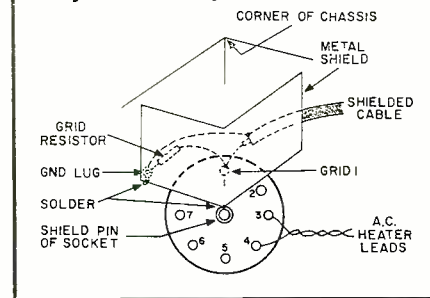 CORNER OF CHASSIS
METAL
SHIELD
SHIELDED
CABLE
GRID
RESISTOR
GND LUG
GRID 1
SOLDER
SHIELD PIN
OF SOCKET
2
3
4
5
6
7
A.C.
HEATER
LEADS